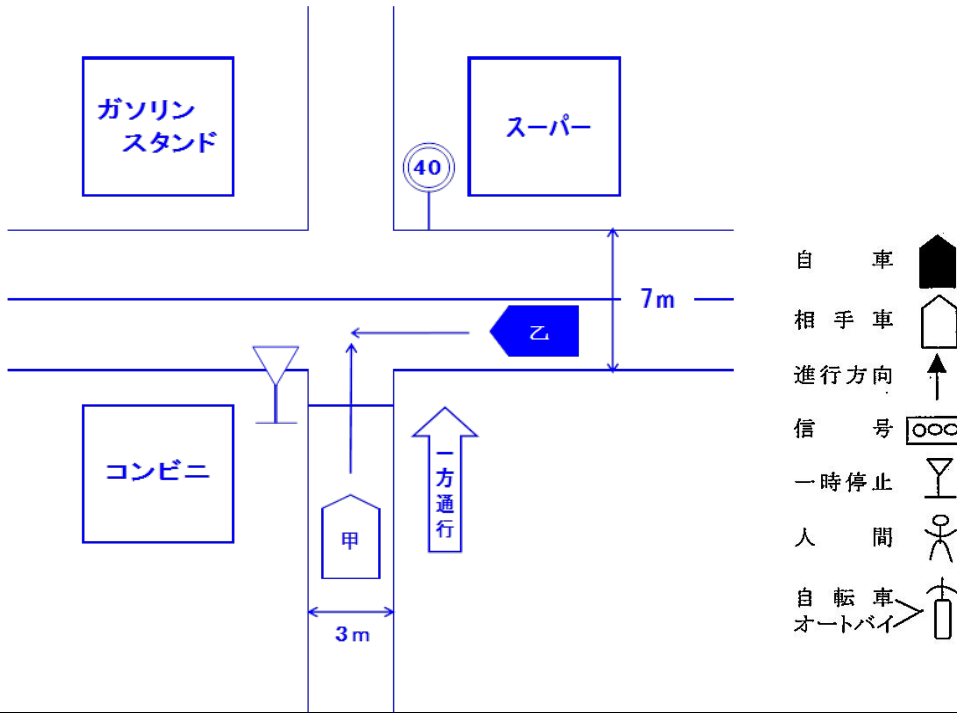 ガソリン
スタンド
スーパー
40
7m
乙
コンビニ
甲
一方通行
3m
自車
相手車
進行方向
信号
一時停止
人間
自転車
オートバイ